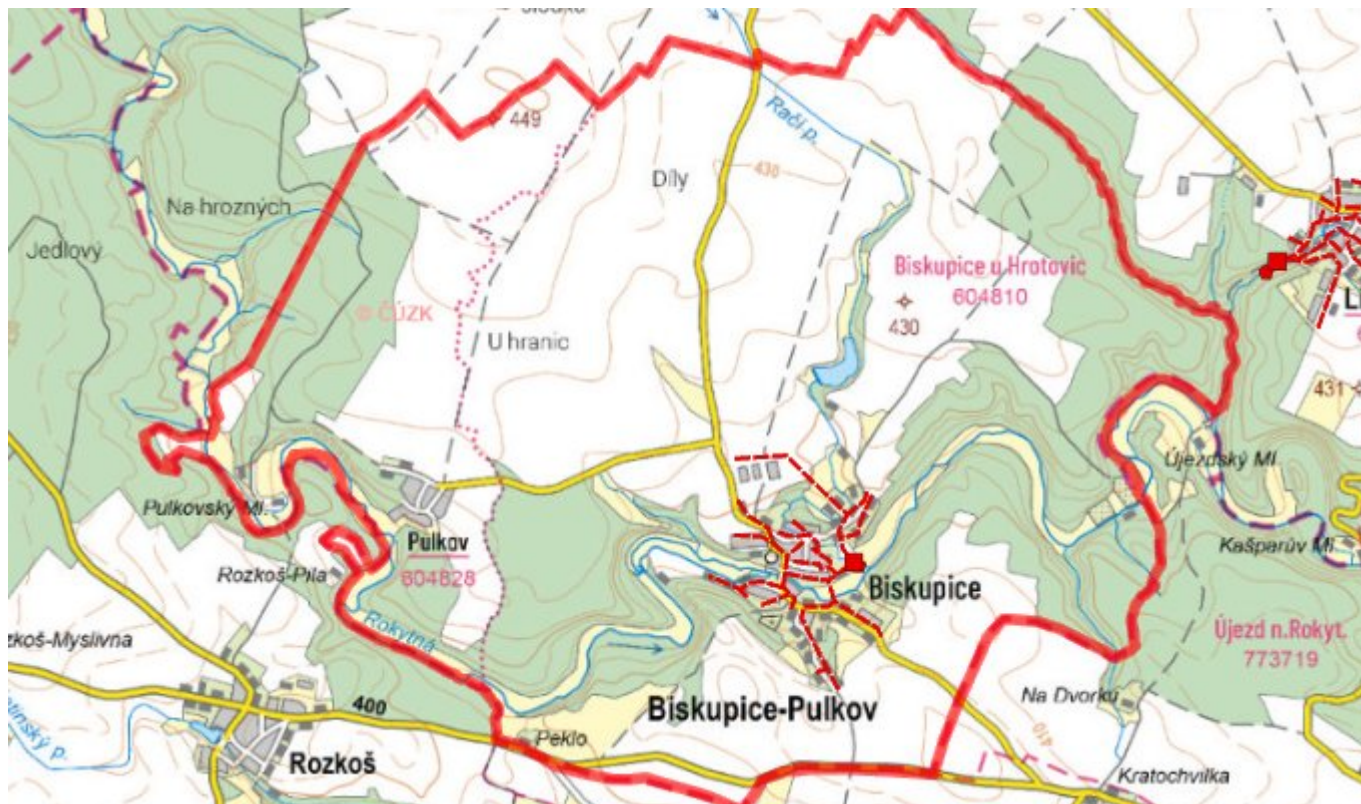 449
Račí p.
430
Díly
Na hrozných
Jedlový
Biskupice u Hrotovic
604810
430
© ČÚZK
U hranic
431
Újezdský Ml.
Pulkovský Ml.
Pulkov
604828
Rozkoš-Pila
Kašparův Ml.
Biskupice
Rokytná
Újezd n.Rokyt.
773719
Na Dvorku
400
Biskupice-Pulkov
410
Peklo
Rozkoš
Kratochvilka